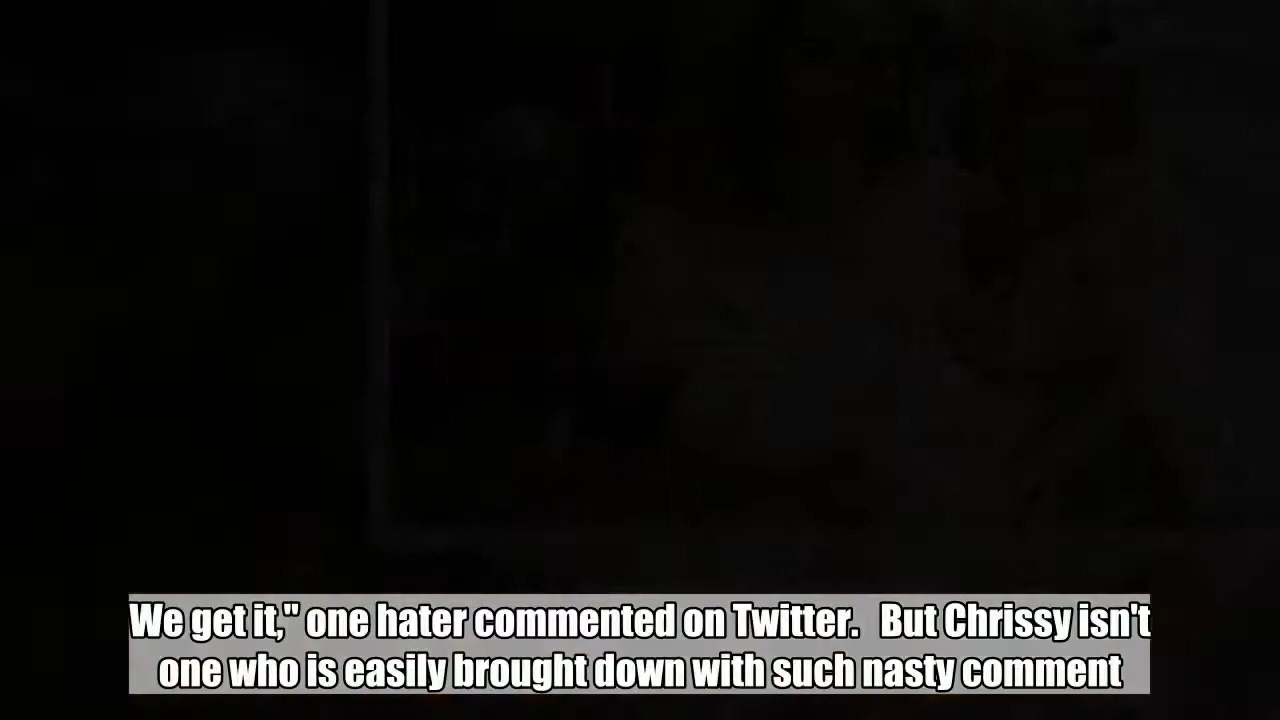 We get it," one hater commented on Twitter.   But Chrissy isn't
one who is easily brought down with such nasty comment